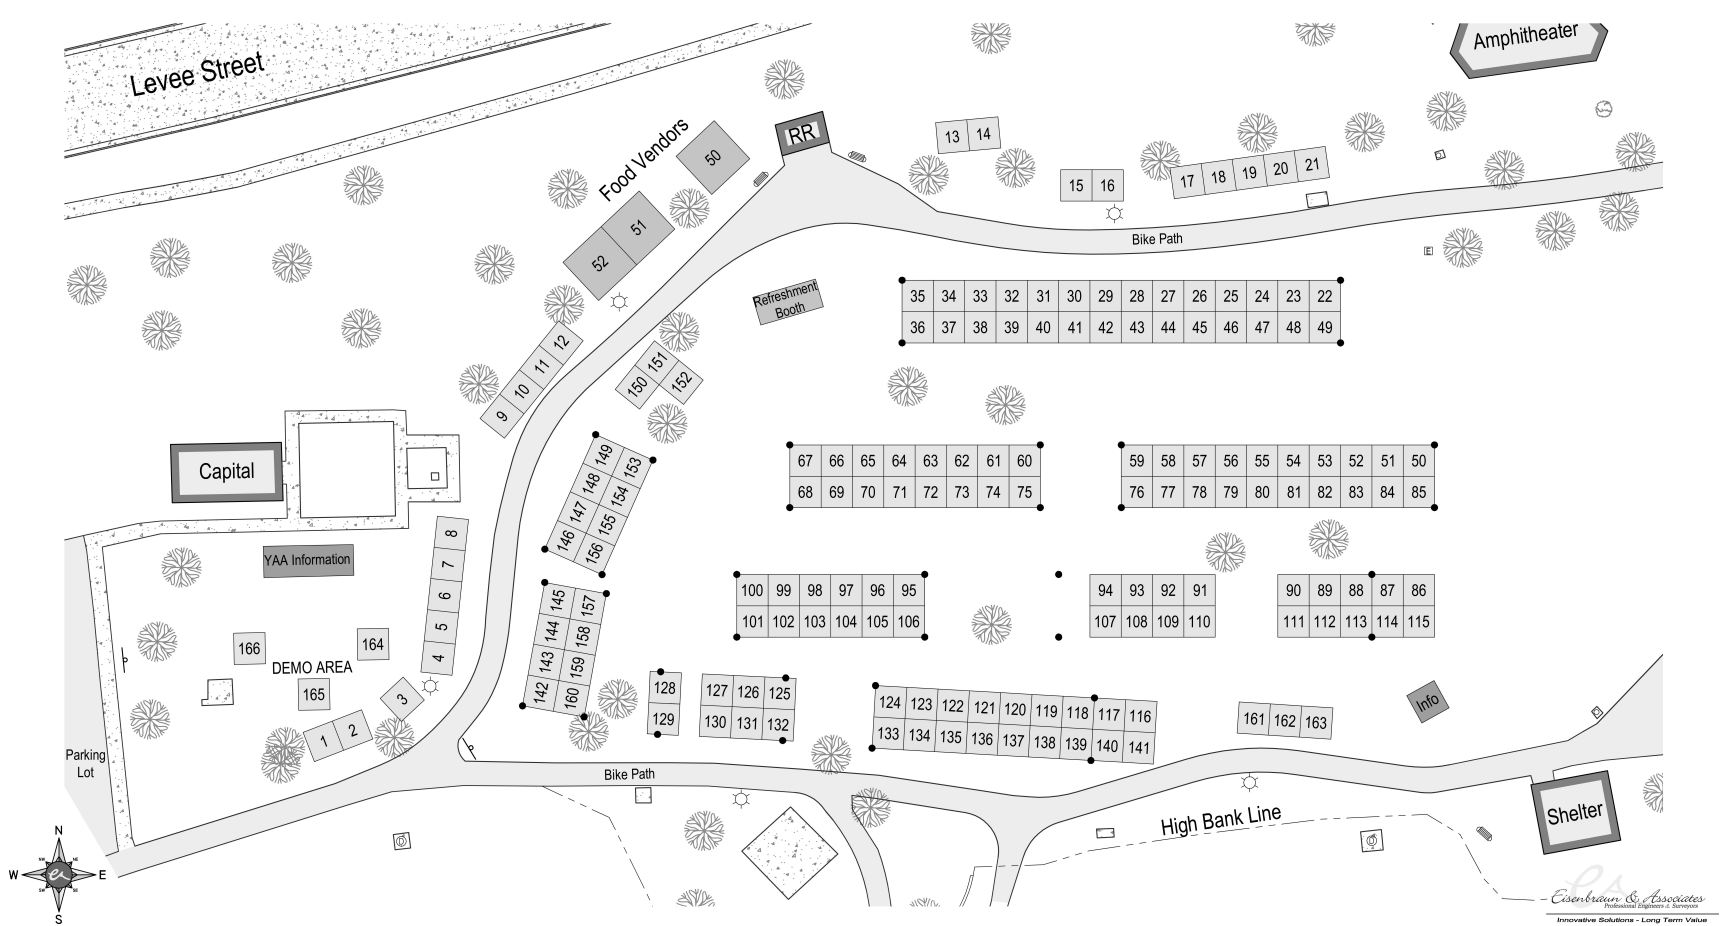 Levee Street
Amphitheater
Food Vendors
RR
50
51
52
13 14
15 16
17 18 19 20 21
Bike Path
Refreshment
Booth
35 34 33 32 31 30 29 28 27 26 25 24 23 22
36 37 38 39 40 41 42 43 44 45 46 47 48 49
9 10 11 12
150 151
152
Capital
149 153
148 154
147 155
146 156
67 66 65 64 63 62 61 60
68 69 70 71 72 73 74 75
59 58 57 56 55 54 53 52 51 50
76 77 78 79 80 81 82 83 84 85
8
7
6
5
4
YAA Information
100 99 98 97 96 95
101 102 103 104 105 106
94 93 92 91
107 108 109 110
90 89 88 87 86
111 112 113 114 115
145 157
144 158
143 159
142 160
166
164
DEMO AREA
165
3
1 2
128
129
127 126 125
130 131 132
124 123 122 121 120 119 118 117 116
133 134 135 136 137 138 139 140 141
161 162 163
Info
Parking
Lot
Bike Path
High Bank Line
Shelter
N
NW NE
W E
SW SE
S
Eisenbraun & Associates
Professional Engineers & Surveyors
Innovative Solutions - Long Term Value